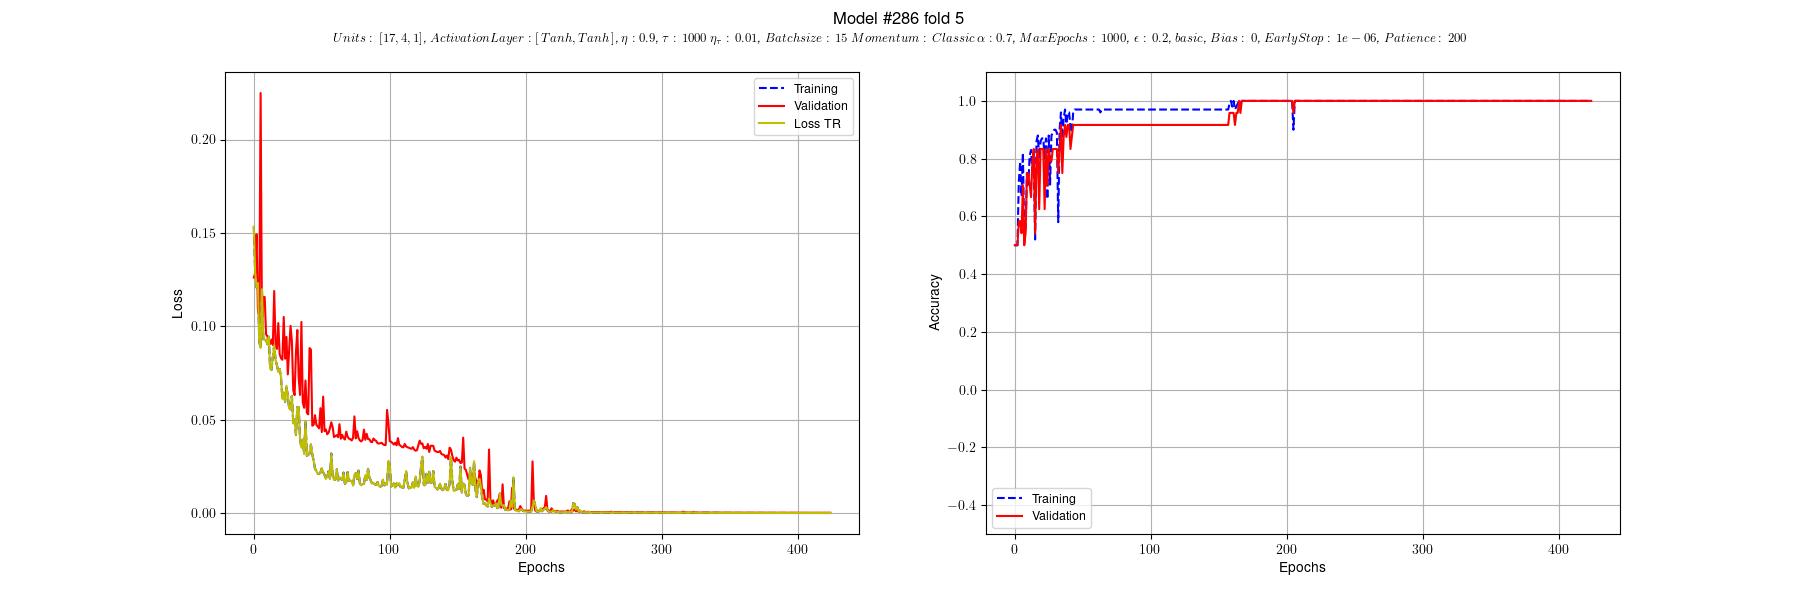 Model #286 fold 5
Units : [17, 4, 1], ActivationLayer : [Tanh, Tanh], η : 0.9, τ : 1000 η_τ : 0.01, Batchsize : 15 Momentum : Classic α : 0.7, MaxEpochs : 1000, ϵ : 0.2, basic, Bias : 0, EarlyStop : 1e − 06, Patience : 200
Training
Validation
Loss TR
0.20
0.15
0.10
0.05
0.00
Loss
0 100 200 300 400
Epochs
1.0
0.8
0.6
0.4
0.2
0.0
−0.2
−0.4
Accuracy
Training
Validation
0 100 200 300 400
Epochs